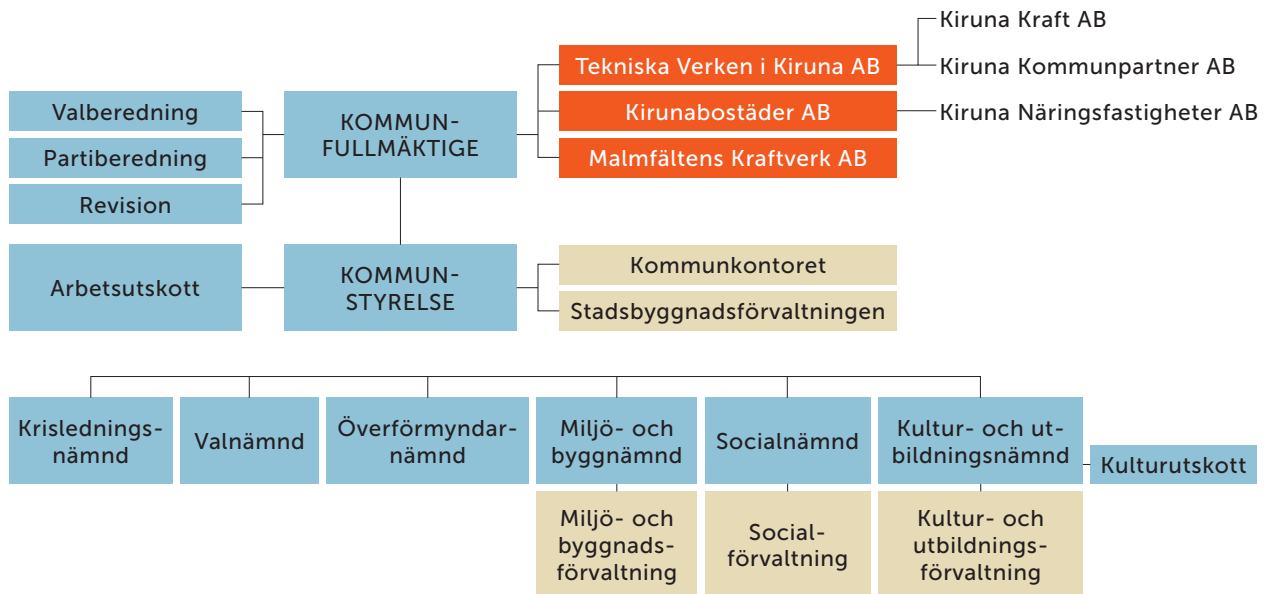 Kiruna Kraft AB
Tekniska Verken i Kiruna AB
Kiruna Kommunpartner AB
Valberedning
KOMMUN-
FULLMÄKTIGE
Kirunabostäder AB
Kiruna Näringsfastigheter AB
Partiberedning
Malmfältens Kraftverk AB
Revision
Arbetsutskott
KOMMUN-
STYRELSE
Kommunkontoret
Stadsbyggnadsförvaltningen
Krislednings-
nämnd
Valnämnd
Överförmyndar-
nämnd
Miljö- och
byggnämnd
Socialnämnd
Kultur- och ut-
bildningsnämnd
Kulturutskott
Miljö- och
byggnads-
förvaltning
Social-
förvaltning
Kultur- och
utbildnings-
förvaltning